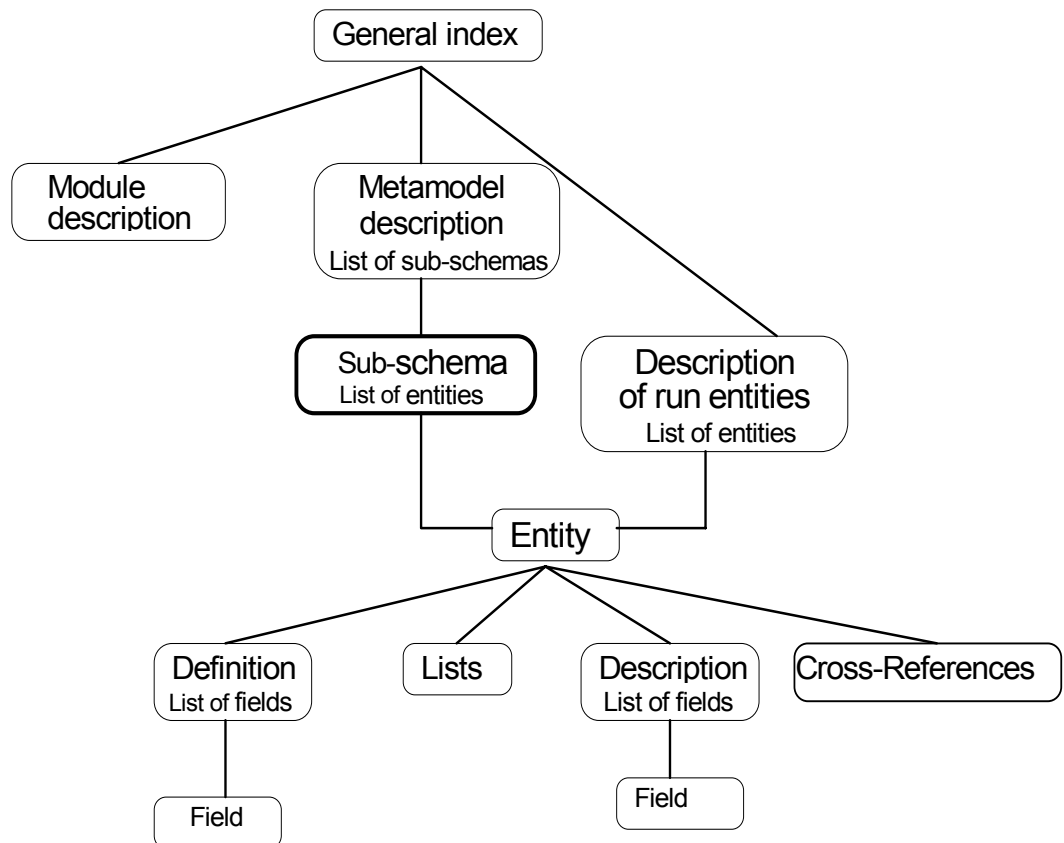 General index
Module
description
Metamodel
description
List of sub-schemas
Sub-schema
List of entities
Description
of run entities
List of entities
Entity
Definition
List of fields
Lists
Description
List of fields
Cross-References
Field
Field